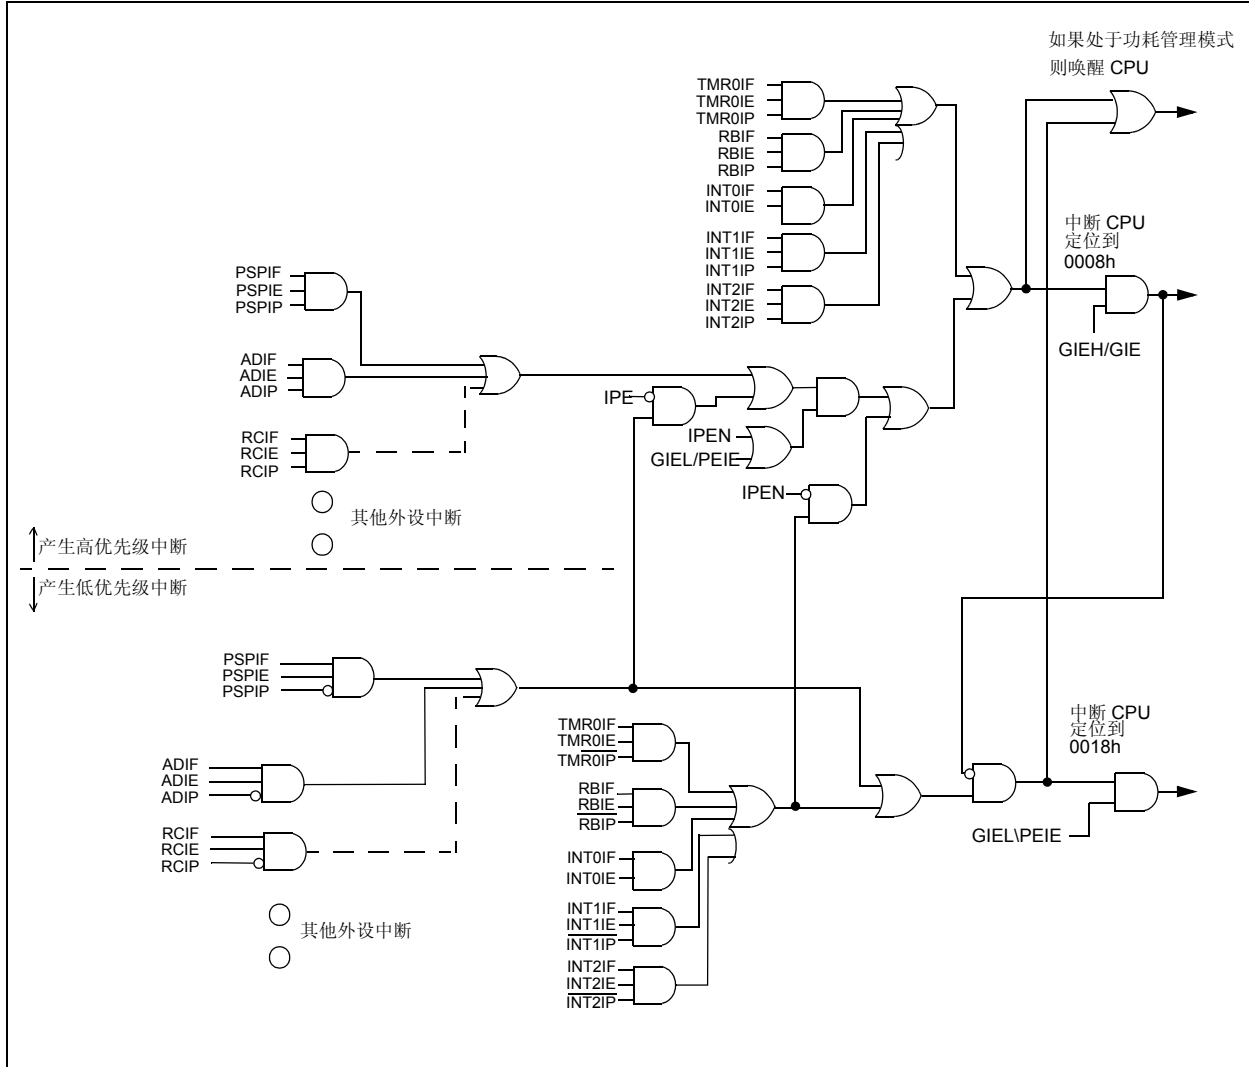 如果处于功耗管理模式
则唤醒 CPU
TMR0IF
TMR0IE
TMR0IP
RBIF
RBIE
RBIP
INT0IF
INT0IE
INT1IF
INT1IE
INT1IP
INT2IF
INT2IE
INT2IP
中断 CPU
定位到
0008h
GIEH/GIE
PSPIF
PSPIE
PSPIP
ADIF
ADIE
ADIP
RCIF
RCIE
RCIP
其他外设中断
IPE
IPEN
GIEL/PEIE
IPEN
产生高优先级中断
产生低优先级中断
PSPIF
PSPIE
PSPIP
ADIF
ADIE
ADIP
RCIF
RCIE
RCIP
其他外设中断
TMR0IF
TMR0IE
TMR0IP
RBIF
RBIE
RBIP
INT0IF
INT0IE
INT1IF
INT1IE
INT1IP
INT2IF
INT2IE
INT2IP
中断 CPU
定位到
0018h
GIEL\PEIE